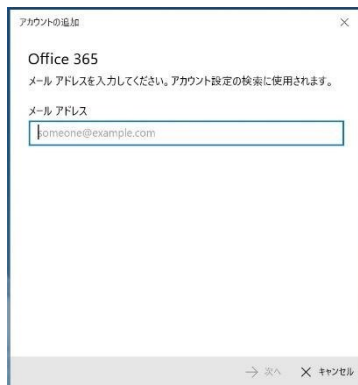 アカウントの追加
Office 365
メール アドレスを入力してください。アカウント設定の検索に使用されます。
メール アドレス
someone@example.com
次へ キャンセル